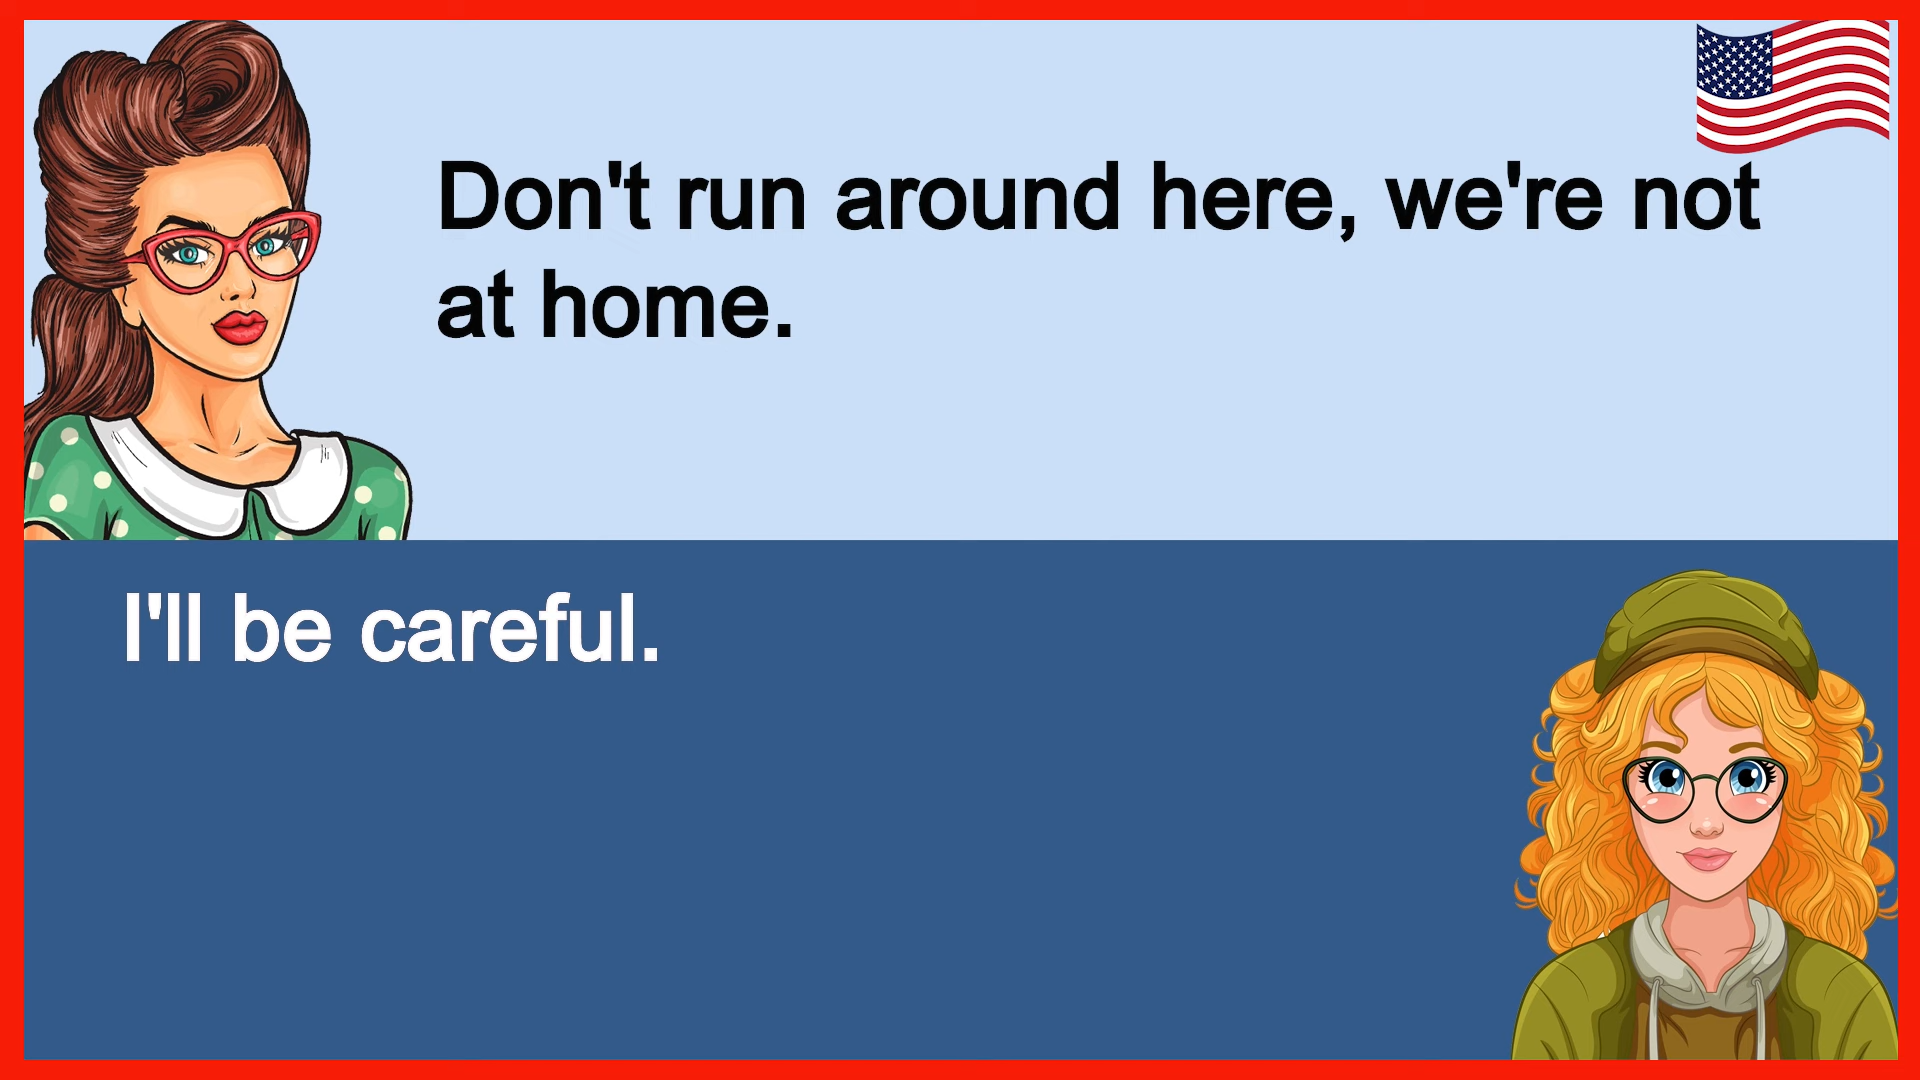 Don't run around here, we're not
at home.
I'll be careful.